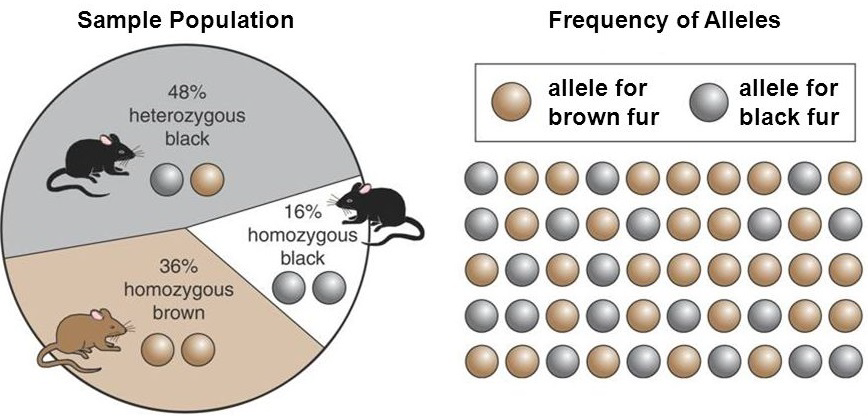 Sample Population
48%
heterozygous
black
16%
homozygous
black
36%
homozygous
brown
Frequency of Alleles
allele for
brown fur
allele for
black fur